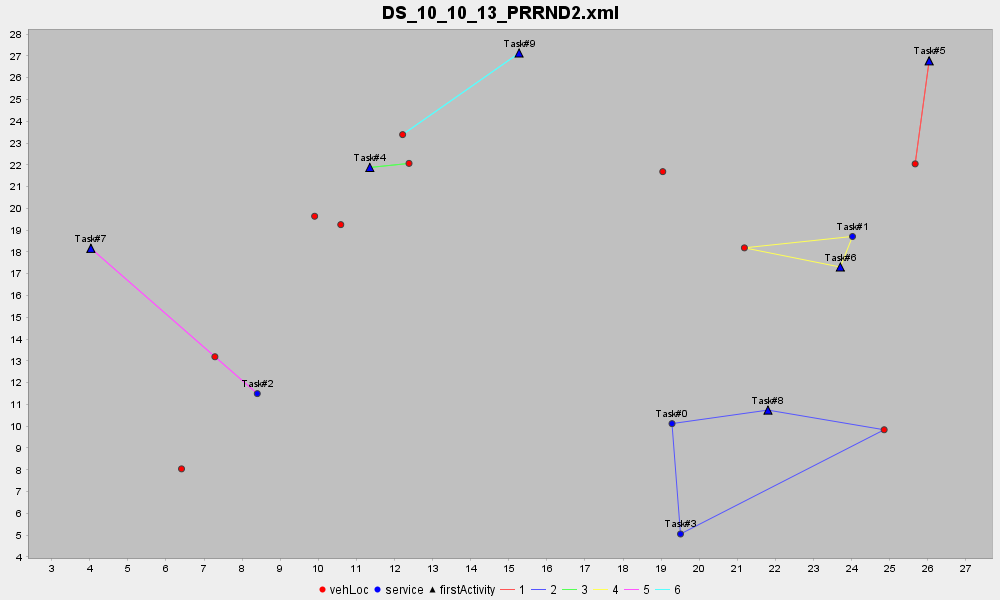 DS_10_10_13_PRRND2.xml
28
27
26
25
24
23
22
21
20
19
18
17
16
15
14
13
12
11
10
9
8
7
6
5
4
Task#9
Task#5
Task#4
Task#7
Task#1
Task#6
Task#2
Task#8
Task#0
Task#3
3 4 5 6 7 8 9 10 11 12 13 14 15 16 17 18 19 20 21 22 23 24 25 26 27
vehLoc service firstActivity 1 2 3 4 5 6